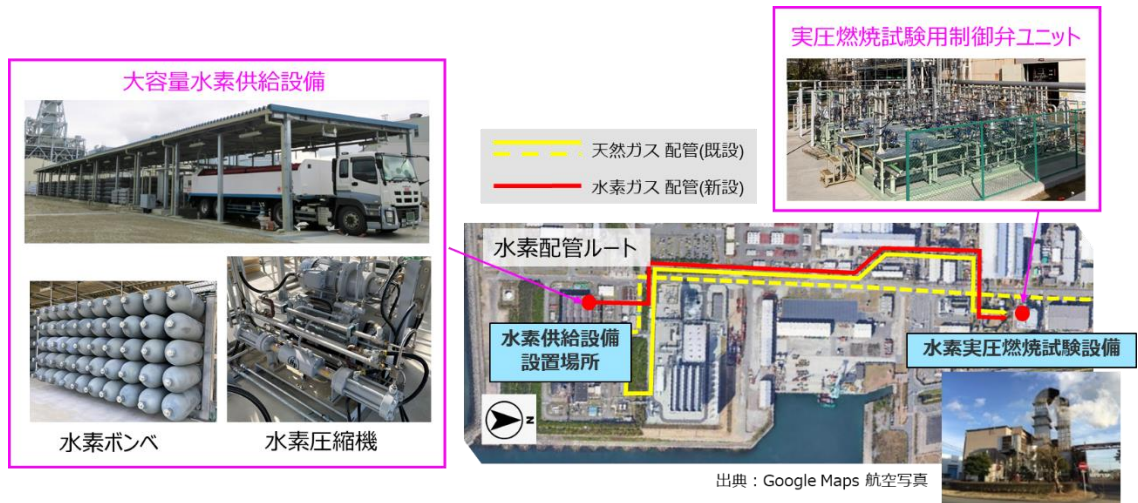 大容量水素供給設備
水素ボンベ
水素圧縮機
天然ガス 配管(既設)
水素ガス 配管(新設)
実圧燃焼試験用制御弁ユニット
水素配管ルート
水素供給設備
設置場所
水素実圧燃焼試験設備
N
出典：Google Maps 航空写真